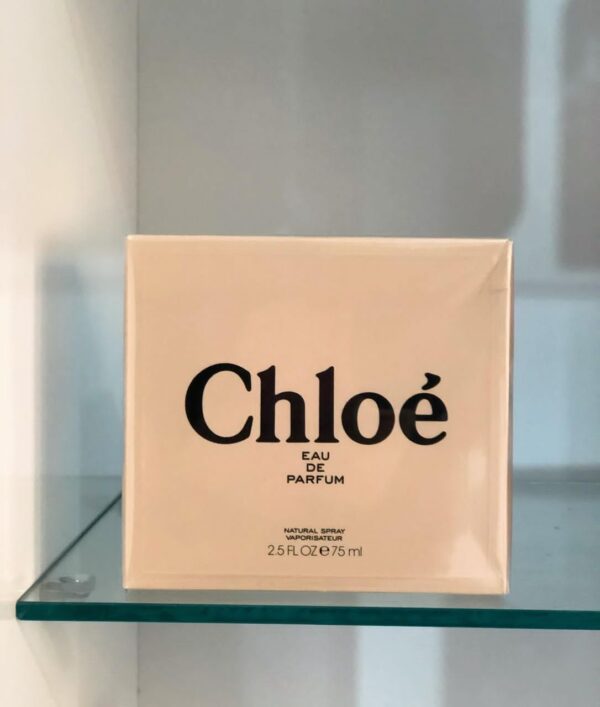 Chloé
EAU
DE
PARFUM
NATURAL SPRAY
VAPORISATEUR
2.5 FL OZ ℮ 75 ml